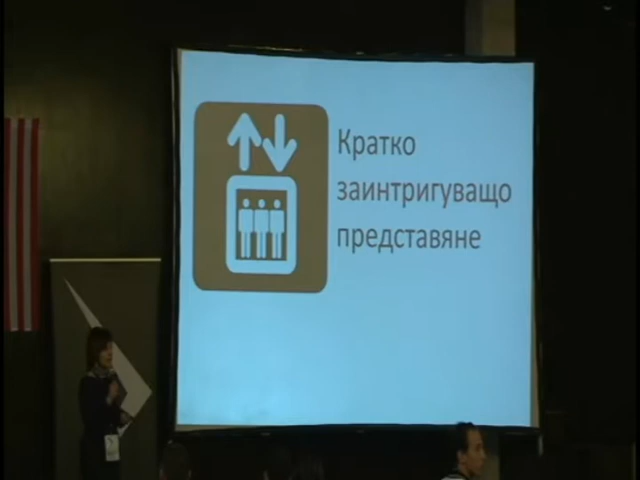 Кратко
заинтригуващо
представяне